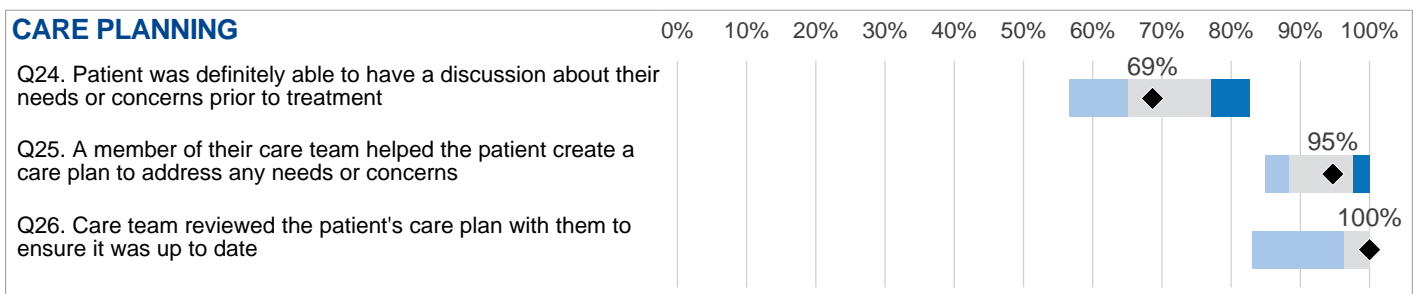 CARE PLANNING
0% 10% 20% 30% 40% 50% 60% 70% 80% 90% 100%
Q24. Patient was definitely able to have a discussion about their
needs or concerns prior to treatment
69%
Q25. A member of their care team helped the patient create a
care plan to address any needs or concerns
95%
Q26. Care team reviewed the patient's care plan with them to
ensure it was up to date
100%